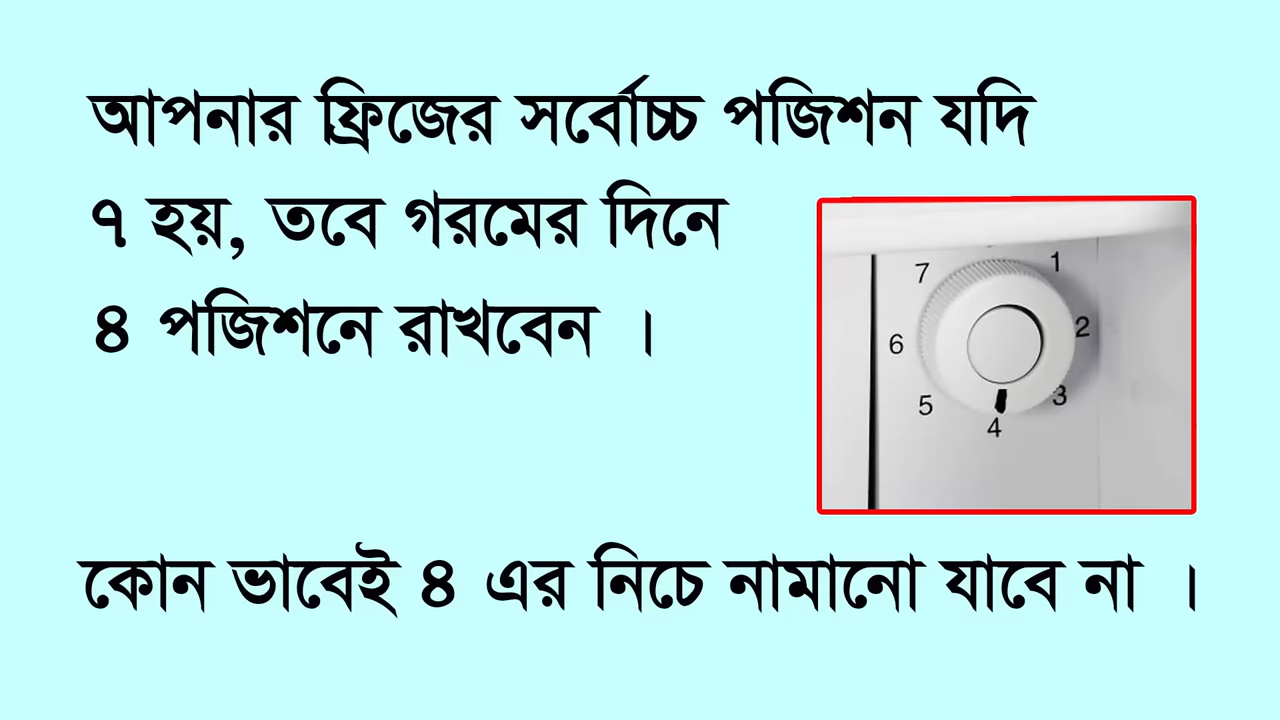 আপনার ফ্রিজের সর্বোচ্চ পজিশন যদি
৭ হয়, তবে গরমের দিনে
৪ পজিশনে রাখবেন ।
7 1
6 2
5 3
4
কোন ভাবেই ৪ এর নিচে নামানো যাবে না ।